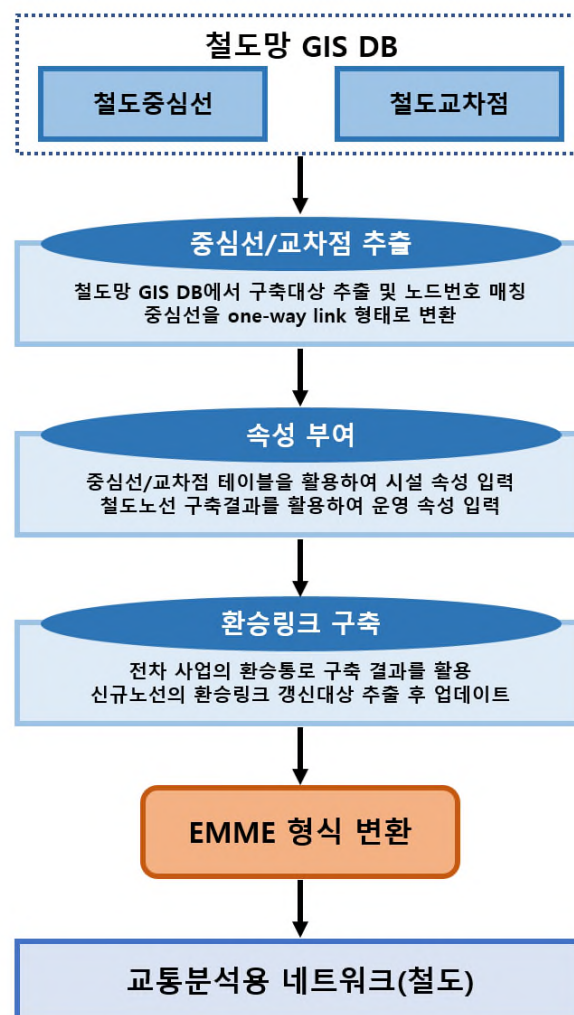 철도망 GIS DB
철도중심선
철도교차점
중심선/교차점 추출
철도망 GIS DB에서 구축대상 추출 및 노드번호 매칭
중심선을 one-way link 형태로 변환
속성 부여
중심선/교차점 테이블을 활용하여 시설 속성 입력
철도노선 구축결과를 활용하여 운영 속성 입력
환승링크 구축
전차 사업의 환승통로 구축 결과를 활용
신규노선의 환승링크 갱신대상 추출 후 업데이트
EMME 형식 변환
교통분석용 네트워크(철도)